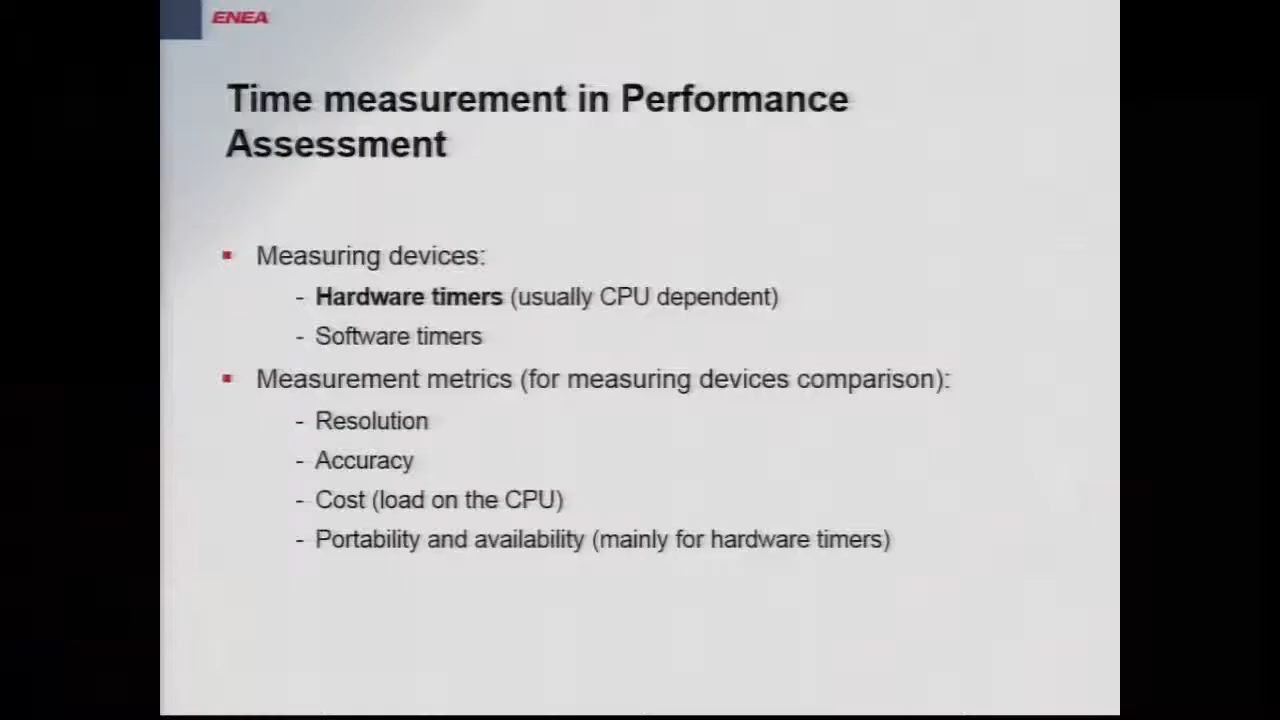 ENEA
Time measurement in Performance
Assessment
▪ Measuring devices:
- Hardware timers (usually CPU dependent)
- Software timers
▪ Measurement metrics (for measuring devices comparison):
- Resolution
- Accuracy
- Cost (load on the CPU)
- Portability and availability (mainly for hardware timers)